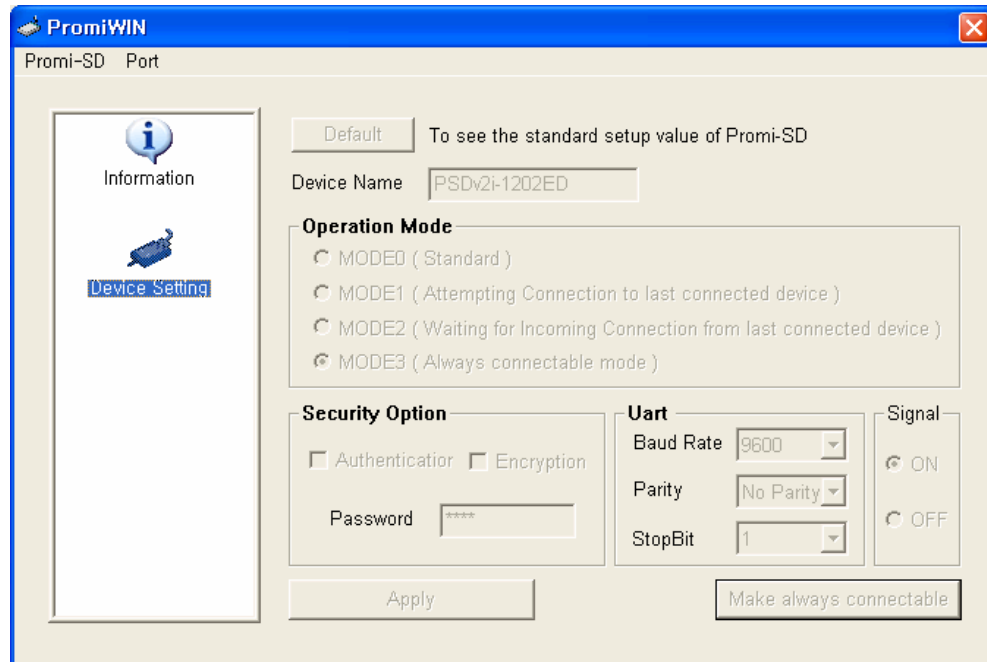 PromiWIN
Promi-SD Port
Information
Device Setting
Default To see the standard setup value of Promi-SD
Device Name PSDv2i-1202ED
Operation Mode
MODE0 ( Standard )
MODE1 ( Attempting Connection to last connected device )
MODE2 ( Waiting for Incoming Connection from last connected device )
MODE3 ( Always connectable mode )
Security Option
Authenticatior Encryption
Password ****
Uart
Baud Rate 9600
Parity No Parity
StopBit 1
Signal
ON
OFF
Apply
Make always connectable